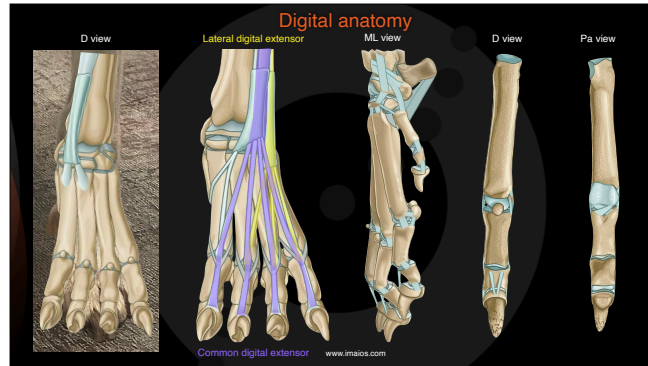 Digital anatomy
D view
Lateral digital extensor
ML view
D view
Pa view
Common digital extensor
www.imaios.com